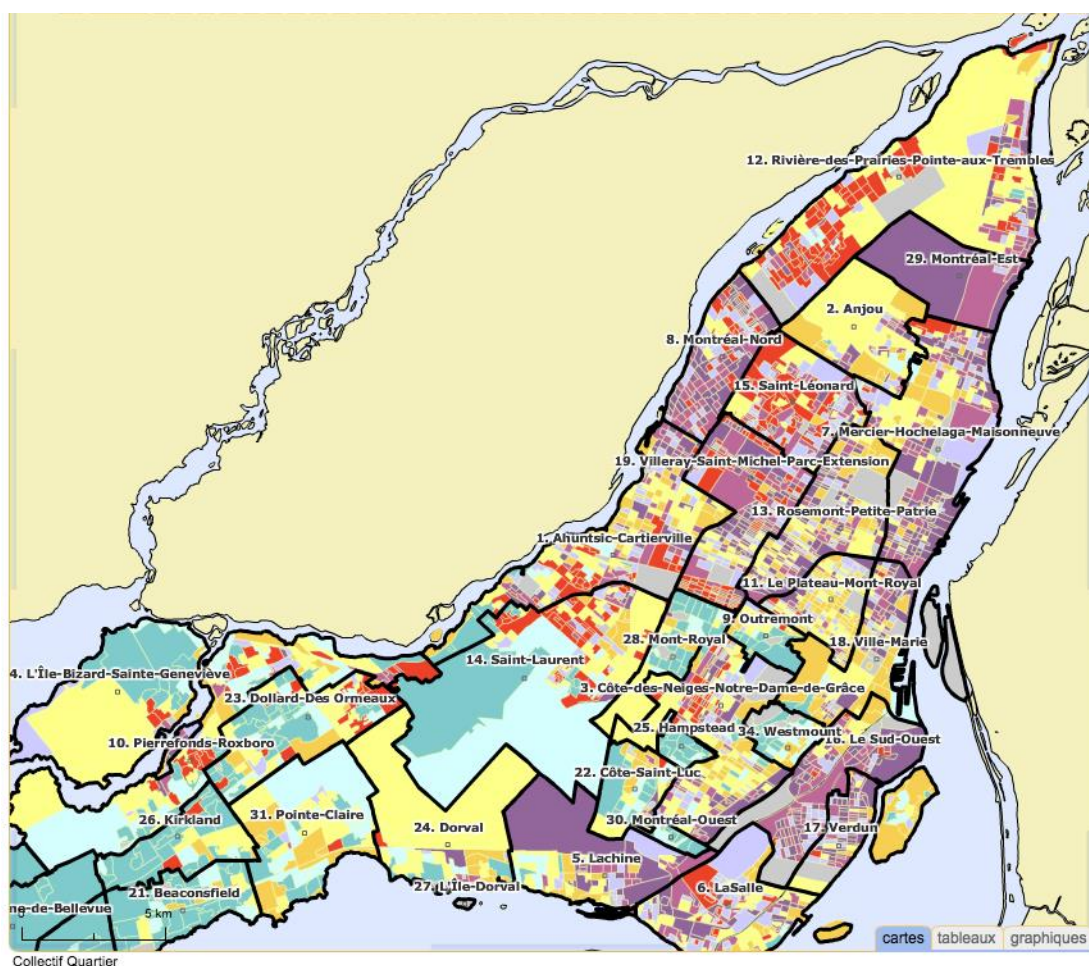 12. Rivière-des-Prairies-Pointe-aux-Trembles
29. Montréal-Est
2. Anjou
8. Montréal-Nord
15. Saint-Léonard
7. Mercier-Hochelaga-Maisonneuve
19. Villeray-Saint-Michel-Parc-Extension
13. Rosemont-Petite-Patrie
1. Ahuntsic-Cartierville
11. Le Plateau-Mont-Royal
9. Outremont
28. Mont-Royal
18. Ville-Marie
14. Saint-Laurent
4. L'Île-Bizard-Sainte-Geneviève
3. Côte-des-Neiges-Notre-Dame-de-Grâce
23. Dollard-Des Ormeaux
25. Hampstead
34. Westmount
10. Pierrefonds-Roxboro
16. Le Sud-Ouest
22. Côte-Saint-Luc
31. Pointe-Claire
26. Kirkland
24. Dorval
30. Montréal-Ouest
17. Verdun
5. Lachine
27. L'Île-Dorval
6. LaSalle
21. Beaconsfield
ne-de-Bellevue
5 km
cartes tableaux graphiques
Collectif Quartier